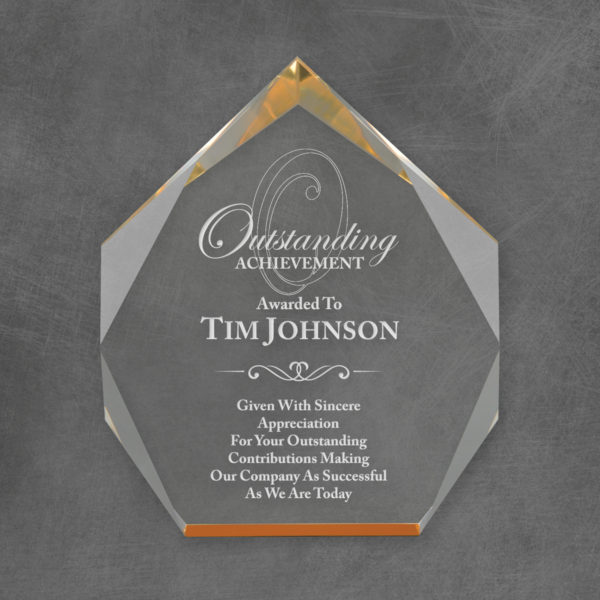 Outstanding
ACHIEVEMENT
Awarded To
TIM JOHNSON
Given With Sincere
Appreciation
For Your Outstanding
Contributions Making
Our Company As Successful
As We Are Today